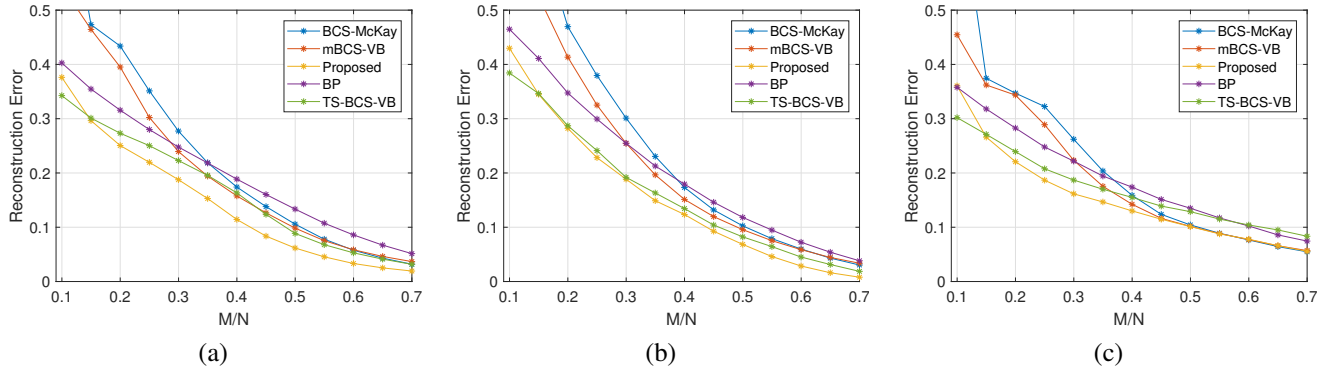 0.5
0.4
0.3
0.2
0.1
0
Reconstruction Error
0.1 0.2 0.3 0.4 0.5 0.6 0.7
M/N
BCS-McKay
mBCS-VB
Proposed
BP
TS-BCS-VB
(a)
0.5
0.4
0.3
0.2
0.1
0
Reconstruction Error
0.1 0.2 0.3 0.4 0.5 0.6 0.7
M/N
BCS-McKay
mBCS-VB
Proposed
BP
TS-BCS-VB
(b)
0.5
0.4
0.3
0.2
0.1
0
Reconstruction Error
0.1 0.2 0.3 0.4 0.5 0.6 0.7
M/N
BCS-McKay
mBCS-VB
Proposed
BP
TS-BCS-VB
(c)